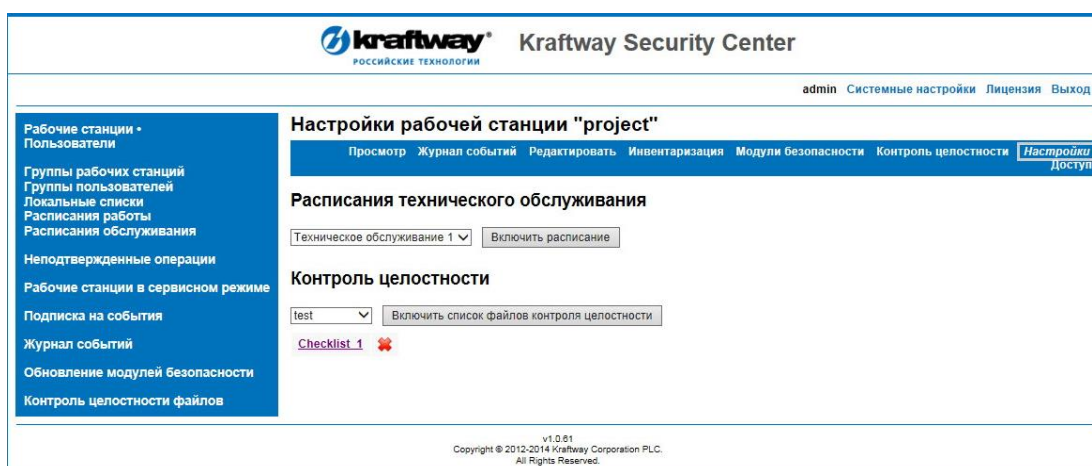 kraftway
РОССИЙСКИЕ ТЕХНОЛОГИИ
Kraftway Security Center
admin Системные настройки Лицензия Выход
Рабочие станции •
Пользователи
Группы рабочих станций
Группы пользователей
Локальные списки
Расписания работы
Расписания обслуживания
Неподтвержденные операции
Рабочие станции в сервисном режиме
Подписка на события
Журнал событий
Обновление модулей безопасности
Контроль целостности файлов
Настройки рабочей станции "project"
Просмотр Журнал событий Редактировать Инвентаризация Модули безопасности Контроль целостности Настройки
Доступ
Расписания технического обслуживания
Техническое обслуживание 1 Включить расписание
Контроль целостности
test Включить список файлов контроля целостности
Checklist_1
v1.0.61
Copyright © 2012-2014 Kraftway Corporation PLC.
All Rights Reserved.